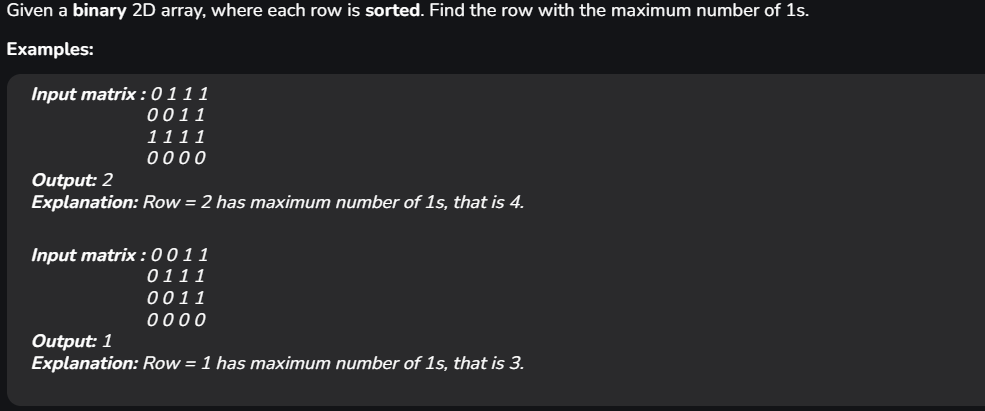 Given a binary 2D array, where each row is sorted. Find the row with the maximum number of 1s.
Examples:
Input matrix : 0 1 1 1
0 0 1 1
1 1 1 1
0 0 0 0
Output: 2
Explanation: Row = 2 has maximum number of 1s, that is 4.
Input matrix : 0 0 1 1
0 1 1 1
0 0 1 1
0 0 0 0
Output: 1
Explanation: Row = 1 has maximum number of 1s, that is 3.